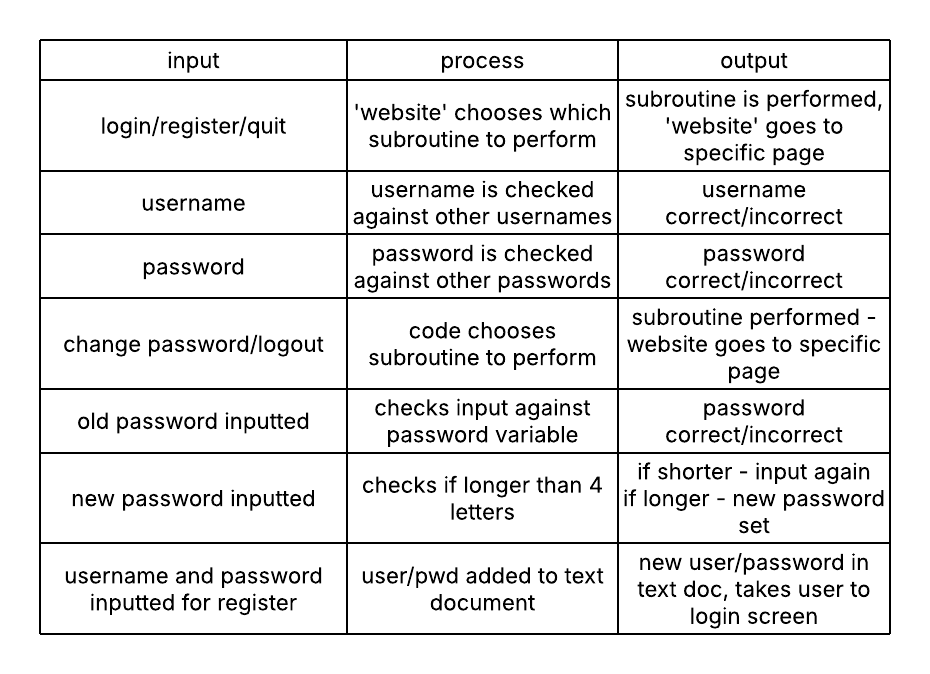 input
process
output
login/register/quit
'website' chooses which
subroutine to perform
subroutine is performed,
'website' goes to
specific page
username
username is checked
against other usernames
username
correct/incorrect
password
password is checked
against other passwords
password
correct/incorrect
change password/logout
code chooses
subroutine to perform
subroutine performed -
website goes to specific
page
old password inputted
checks input against
password variable
password
correct/incorrect
new password inputted
checks if longer than 4
letters
if shorter - input again
if longer - new password
set
username and password
inputted for register
user/pwd added to text
document
new user/password in
text doc, takes user to
login screen